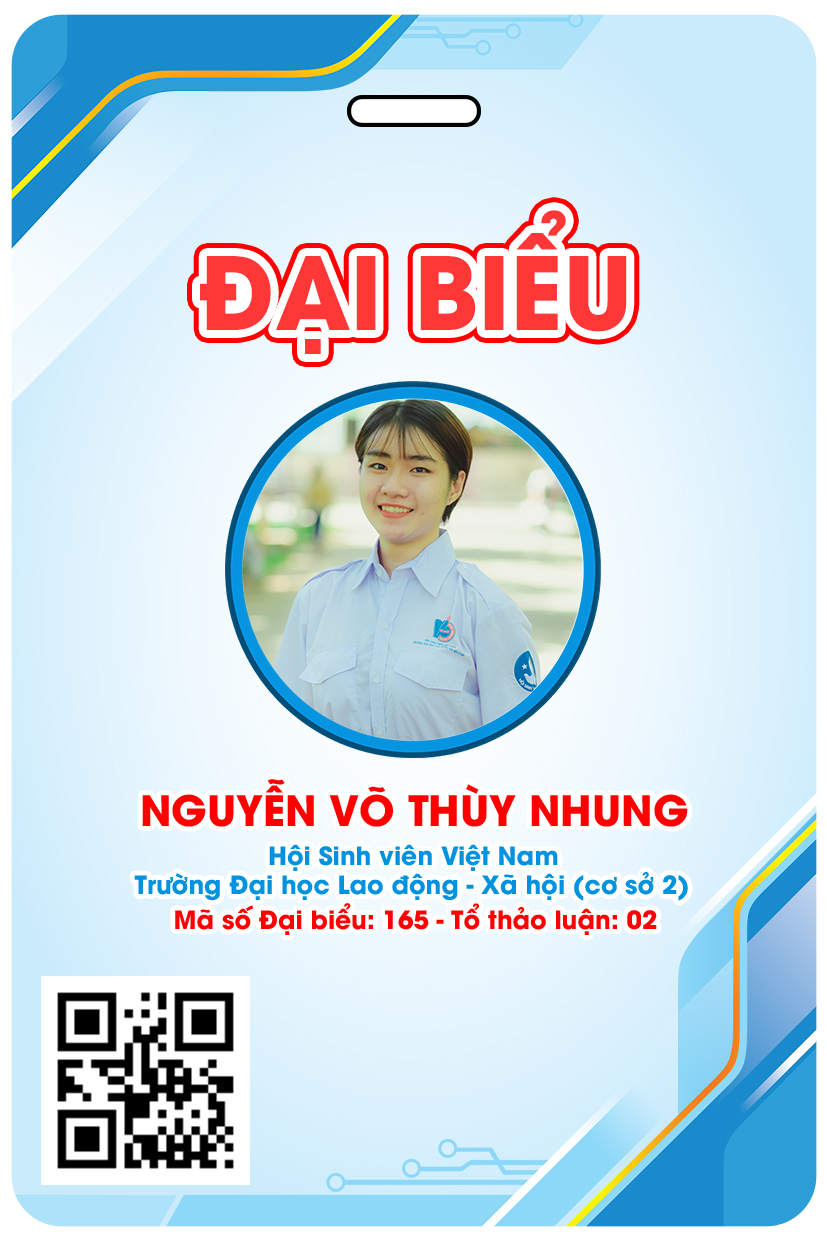 ĐẠI BIỂU
NGUYỄN VÕ THÙY NHUNG
Hội Sinh viên Việt Nam
Trường Đại học Lao động - Xã hội (cơ sở 2)
Mã số Đại biểu: 165 - Tổ thảo luận: 02